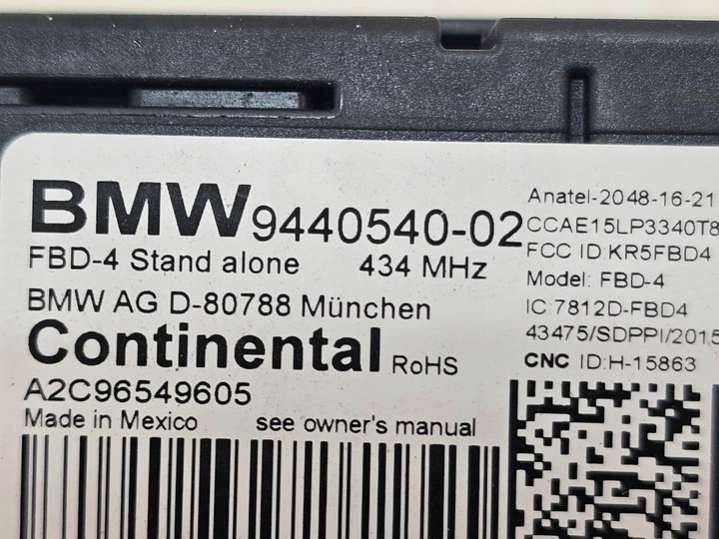 BMW 9440540-02
FBD-4 Stand alone 434 MHz
BMW AG D-80788 München
Continental RoHS
A2C96549605
Made in Mexico see owner's manual
Anatel-2048-16-21
CCAE15LP3340T8
FCC ID:KR5FBD4
Model: FBD-4
IC 7812D-FBD4
43475/SDPPI/2015
CNC ID:H-15863